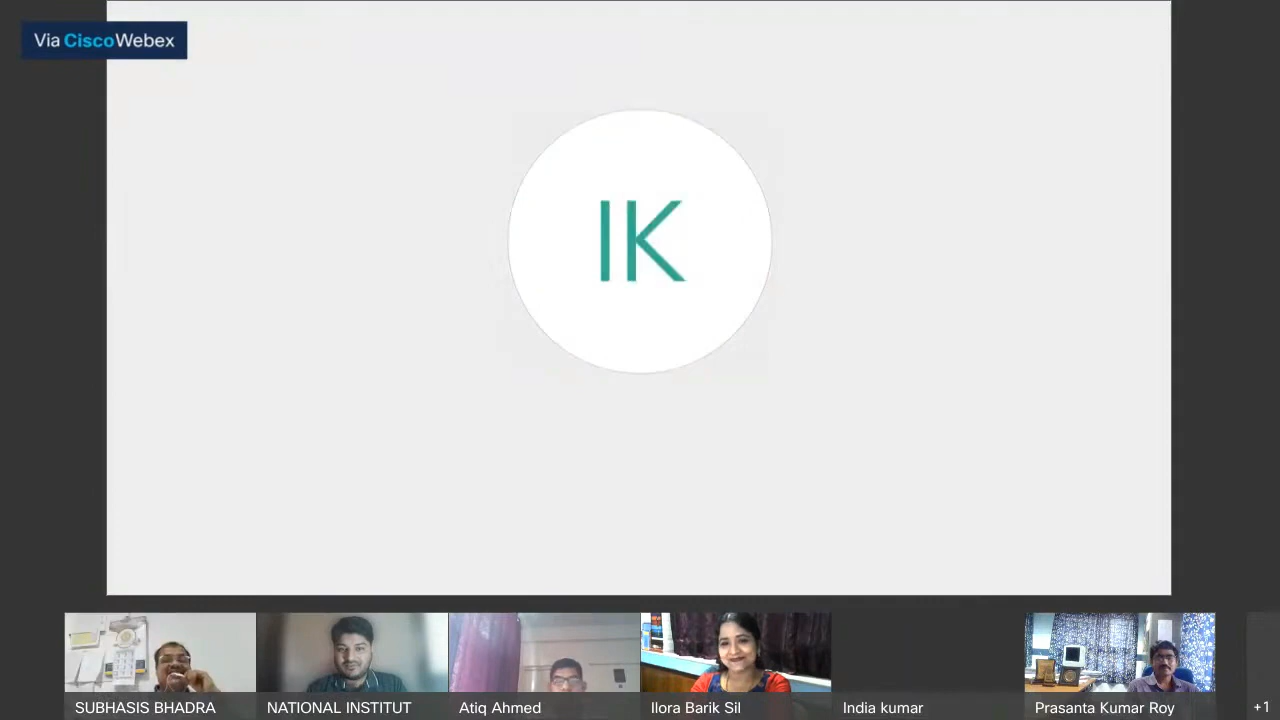 Via CiscoWebex
IK
SUBHASIS BHADRA
NATIONAL INSTITUT
Atiq Ahmed
Ilora Barik Sil
India kumar
Prasanta Kumar Roy
+1